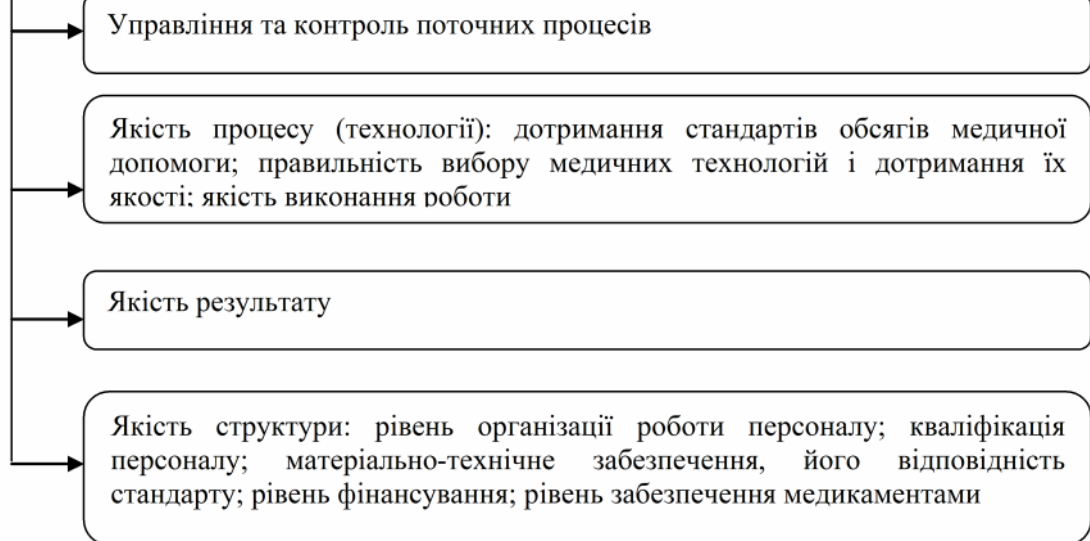 Управління та контроль поточних процесів
Якість процесу (технології): дотримання стандартів обсягів медичної
допомоги; правильність вибору медичних технологій і дотримання їх
якості; якість виконання роботи
Якість результату
Якість структури: рівень організації роботи персоналу; кваліфікація
персоналу; матеріально-технічне забезпечення, його відповідність
стандарту; рівень фінансування; рівень забезпечення медикаментами